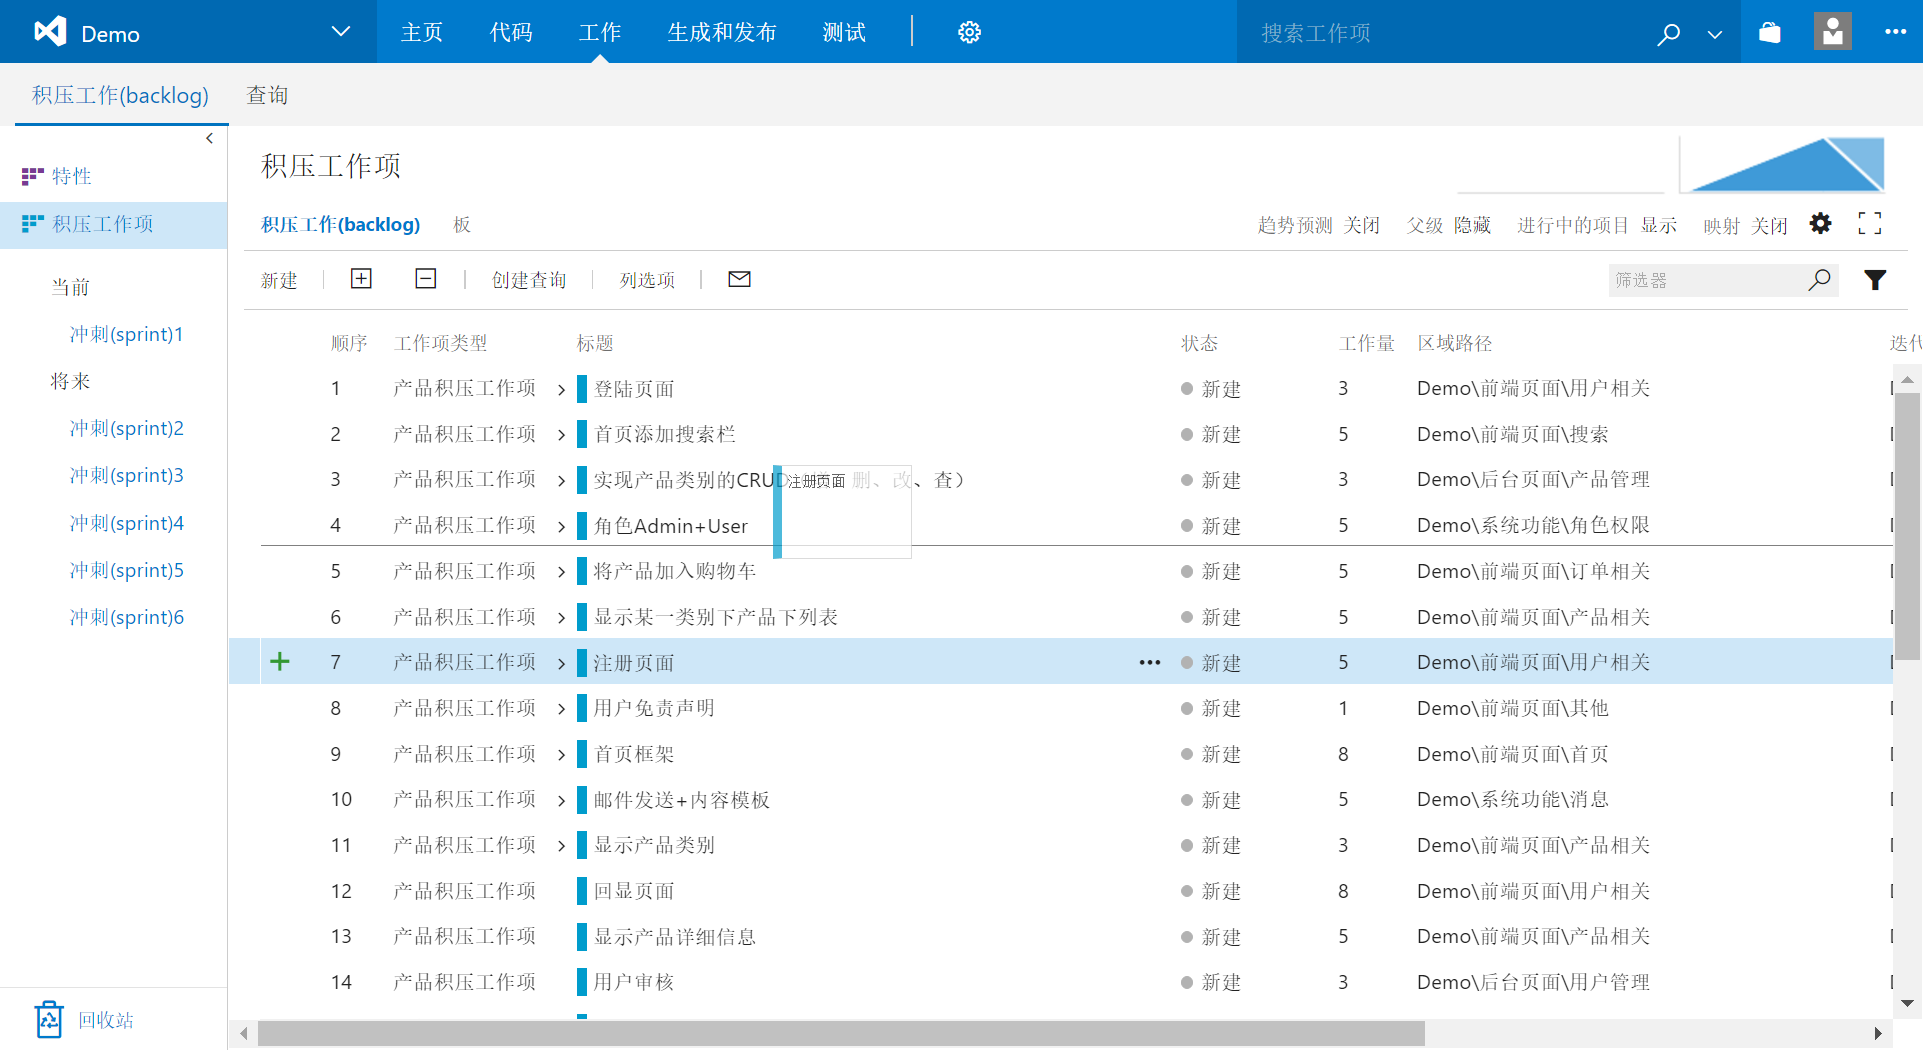 Demo 主页 代码 工作 生成和发布 测试 搜索工作项
积压工作(backlog) 查询
特性
积压工作项
当前
冲刺(sprint)1
将来
冲刺(sprint)2
冲刺(sprint)3
冲刺(sprint)4
冲刺(sprint)5
冲刺(sprint)6
回收站
积压工作项
积压工作(backlog) 板 趋势预测 关闭 父级 隐藏 进行中的项目 显示 映射 关闭
新建 创建查询 列选项 筛选器
顺序 工作项类型 标题 状态 工作量 区域路径 迭代
1 产品积压工作项 登陆页面 新建 3 Demo\前端页面\用户相关
2 产品积压工作项 首页添加搜索栏 新建 5 Demo\前端页面\搜索
3 产品积压工作项 实现产品类别的CRUD 删、改、查） 新建 3 Demo\后台页面\产品管理
注册页面
4 产品积压工作项 角色Admin+User 新建 5 Demo\系统功能\角色权限
5 产品积压工作项 将产品加入购物车 新建 5 Demo\前端页面\订单相关
6 产品积压工作项 显示某一类别下产品下列表 新建 5 Demo\前端页面\产品相关
7 产品积压工作项 注册页面 新建 5 Demo\前端页面\用户相关
8 产品积压工作项 用户免责声明 新建 1 Demo\前端页面\其他
9 产品积压工作项 首页框架 新建 8 Demo\前端页面\首页
10 产品积压工作项 邮件发送+内容模板 新建 5 Demo\系统功能\消息
11 产品积压工作项 显示产品类别 新建 3 Demo\前端页面\产品相关
12 产品积压工作项 回显页面 新建 8 Demo\前端页面\用户相关
13 产品积压工作项 显示产品详细信息 新建 5 Demo\前端页面\产品相关
14 产品积压工作项 用户审核 新建 3 Demo\后台页面\用户管理